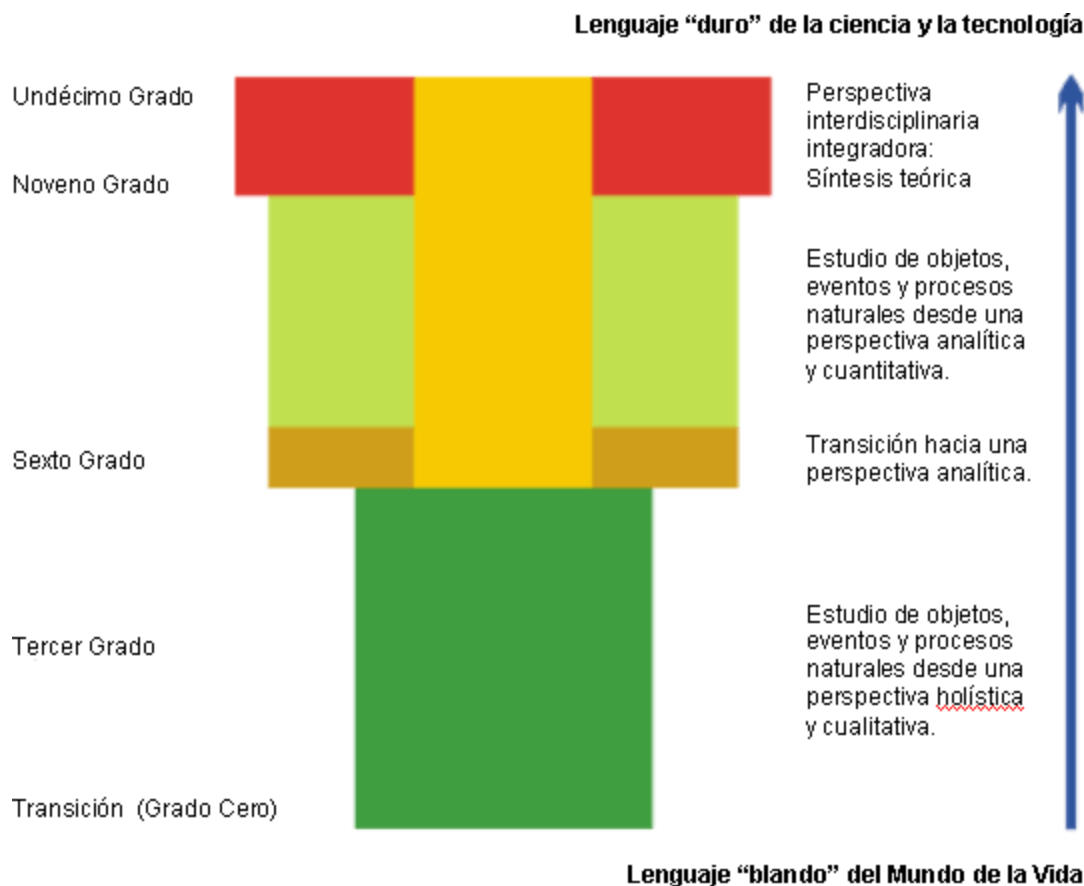 Lenguaje “duro” de la ciencia y la tecnología
Undécimo Grado
Noveno Grado
Perspectiva
interdisciplinaria
integradora:
Síntesis teórica
Estudio de objetos,
eventos y procesos
naturales desde una
perspectiva analítica
y cuantitativa.
Sexto Grado
Transición hacia una
perspectiva analítica.
Tercer Grado
Estudio de objetos,
eventos y procesos
naturales desde una
perspectiva holística
y cualitativa.
Transición (Grado Cero)
Lenguaje “blando” del Mundo de la Vida